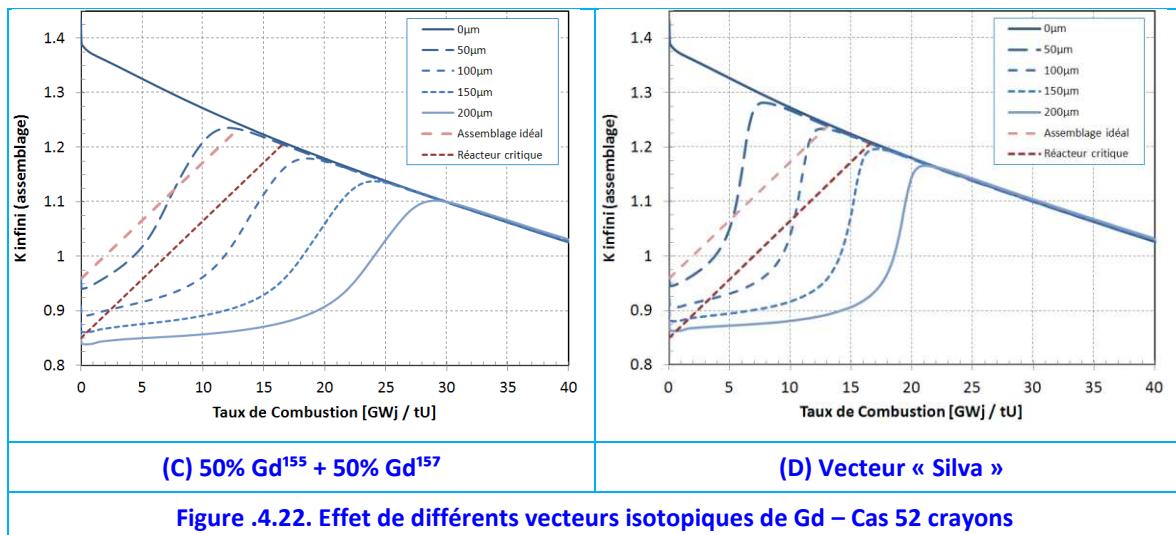 1.4
1.3
1.2
1.1
1
0.9
0.8
K infini (assemblage)
0 5 10 15 20 25 30 35 40
Taux de Combustion [GWj / tU]
0µm
50µm
100µm
150µm
200µm
Assemblage idéal
Réacteur critique
1.4
1.3
1.2
1.1
1
0.9
0.8
K infini (assemblage)
0 5 10 15 20 25 30 35 40
Taux de Combustion [GWj / tU]
0µm
50µm
100µm
150µm
200µm
Assemblage idéal
Réacteur critique
(C) 50% Gd¹⁵⁵ + 50% Gd¹⁵⁷
(D) Vecteur « Silva »
Figure .4.22. Effet de différents vecteurs isotopiques de Gd – Cas 52 crayons